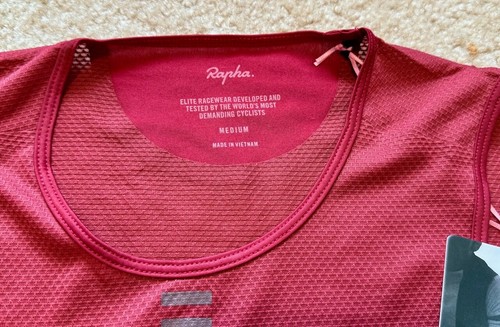 Rapha.
ELITE RACEWEAR DEVELOPED AND
TESTED BY THE WORLD'S MOST
DEMANDING CYCLISTS
MEDIUM
MADE IN VIETNAM